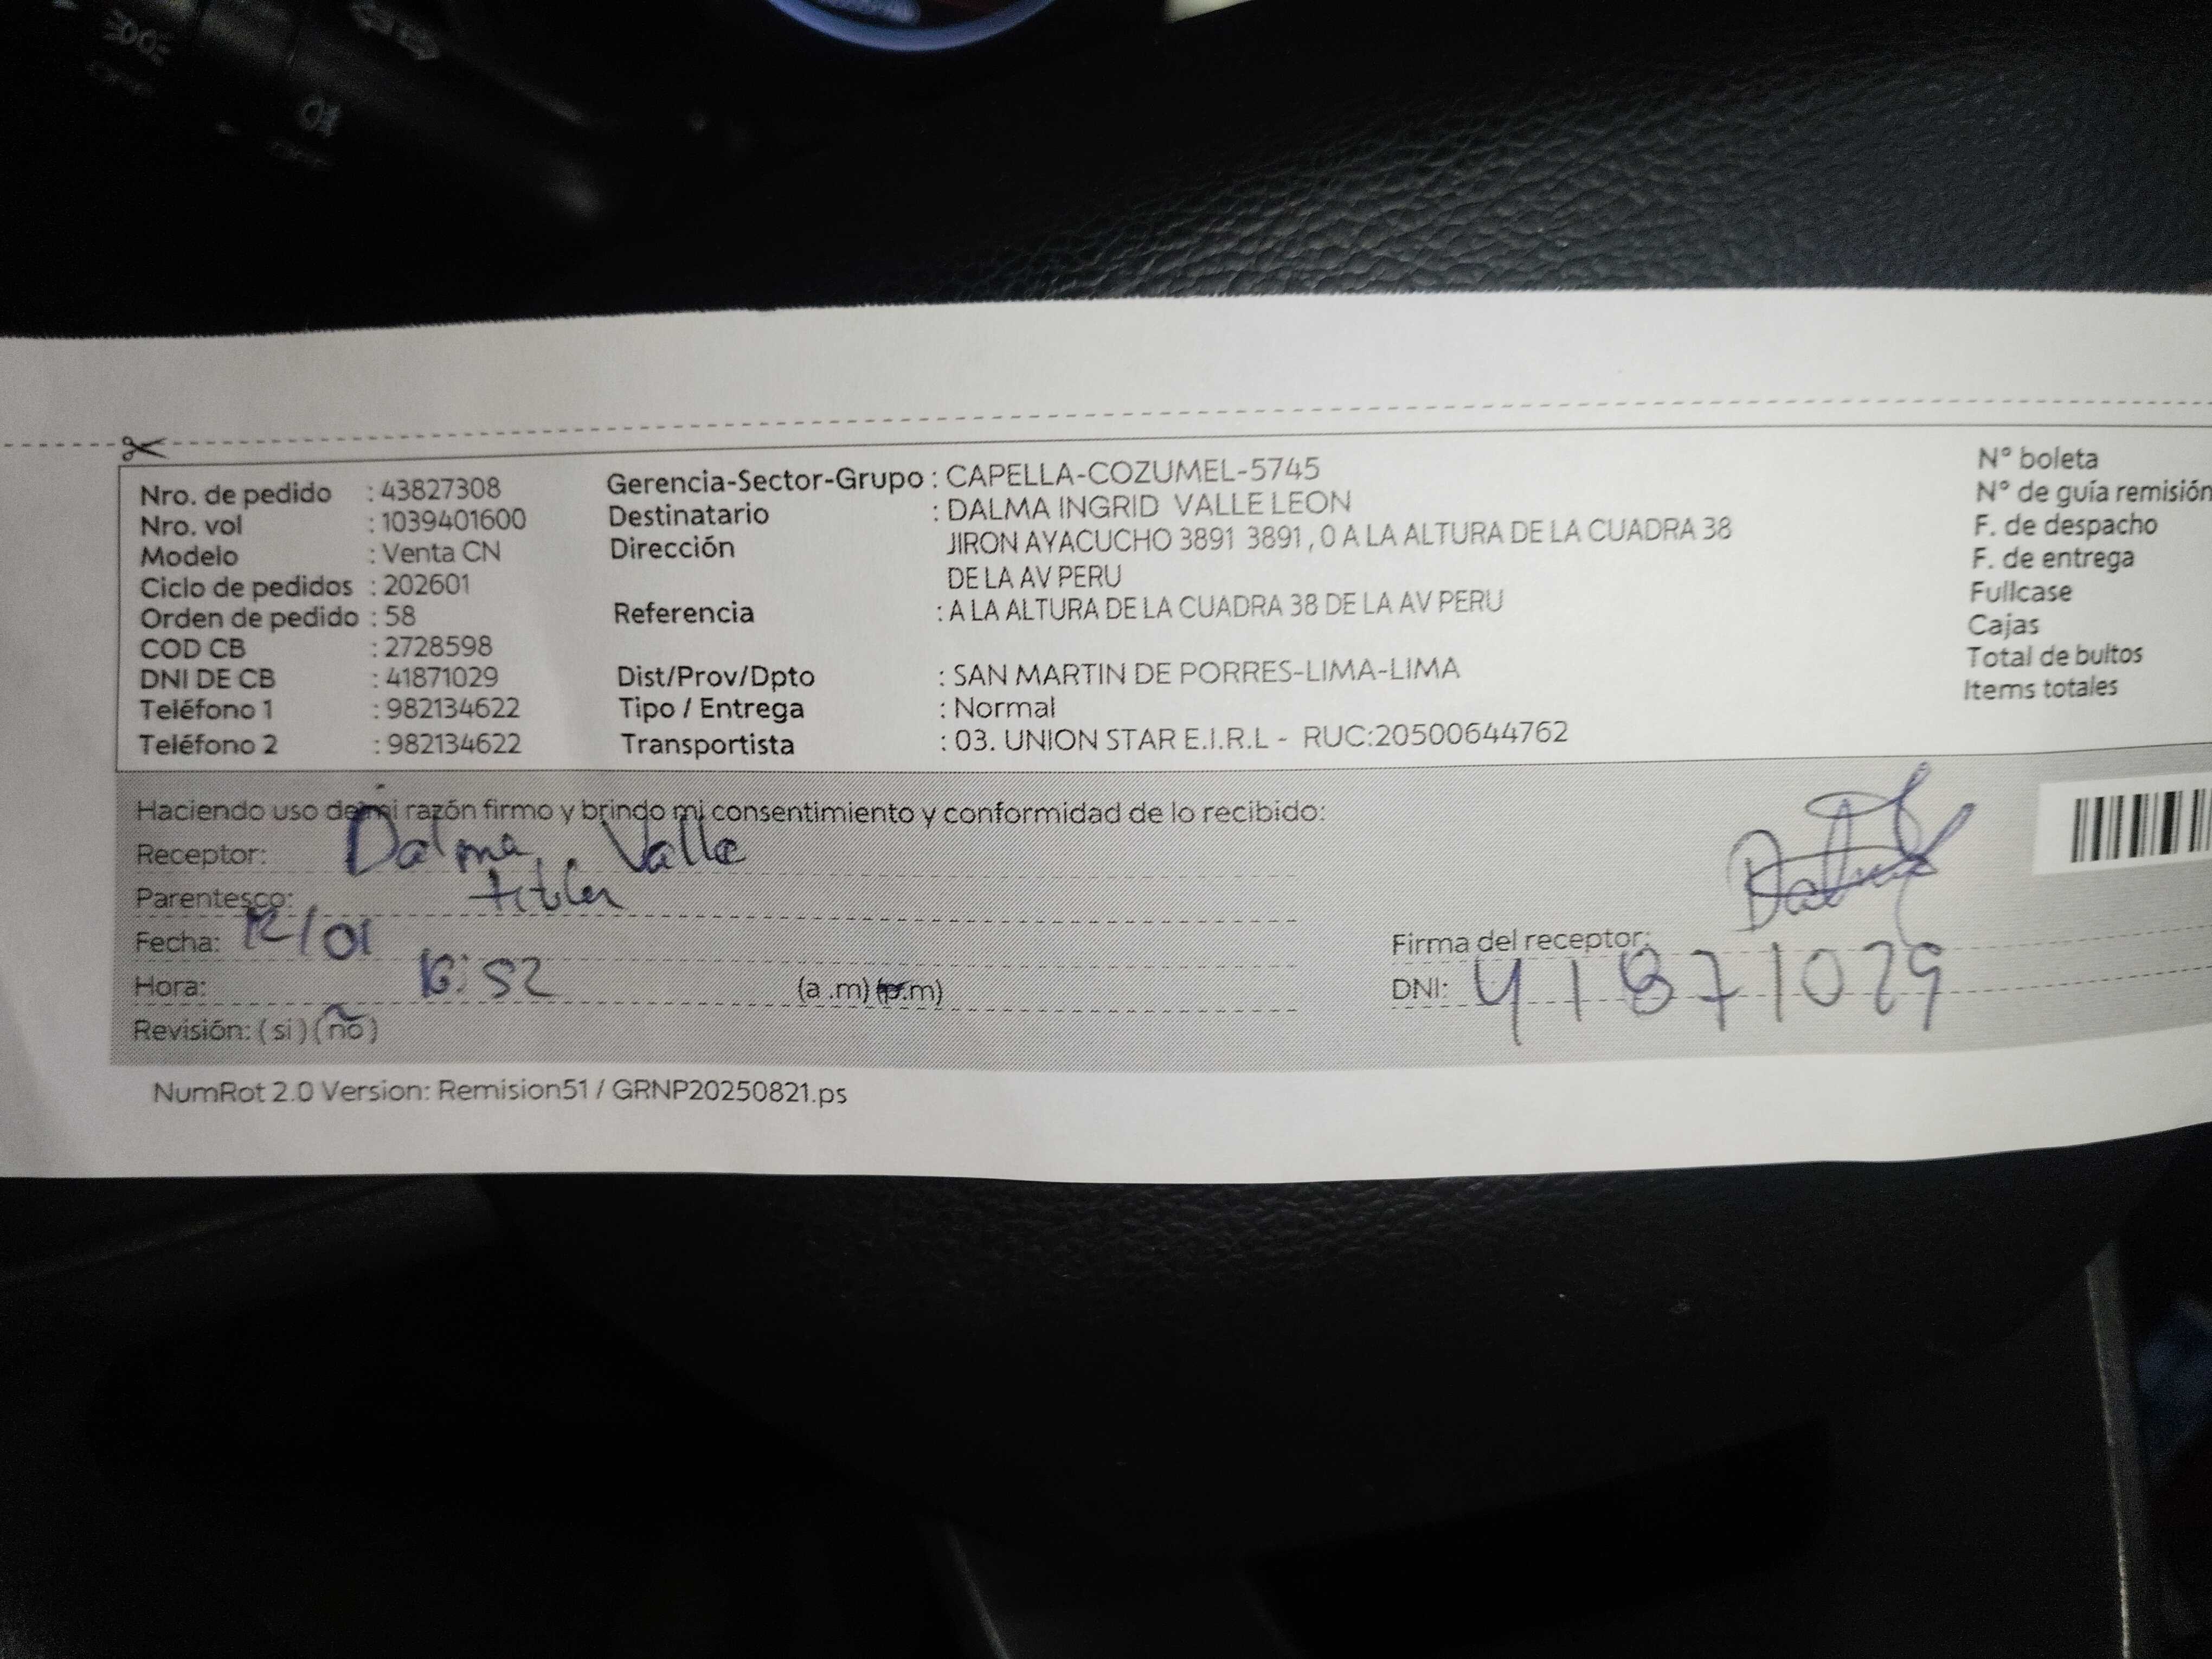 Nro. de pedido : 43827308
Nro. vol : 1039401600
Modelo : Venta CN
Ciclo de pedidos : 202601
Orden de pedido : 58
COD CB : 2728598
DNI DE CB : 41871029
Teléfono 1 : 982134622
Teléfono 2 : 982134622
Gerencia-Sector-Grupo : CAPELLA-COZUMEL-5745
Destinatario : DALMA INGRID VALLE LEON
Dirección JIRON AYACUCHO 3891 3891 , 0 A LA ALTURA DE LA CUADRA 38
DE LA AV PERU
Referencia : A LA ALTURA DE LA CUADRA 38 DE LA AV PERU
Dist/Prov/Dpto : SAN MARTIN DE PORRES-LIMA-LIMA
Tipo / Entrega : Normal
Transportista : 03. UNION STAR E.I.R.L - RUC:20500644762
N° boleta
N° de guía remisión
F. de despacho
F. de entrega
Fullcase
Cajas
Total de bultos
Items totales
Haciendo uso de mi razón firmo y brindo mi consentimiento y conformidad de lo recibido:
Receptor: Dalma Valle
Parentesco: titular
Fecha: 12/01
Hora: 6:52 (a .m) (p.m)
Revisión: ( si ) ( no )
Firma del receptor:
DNI: 41871029
NumRot 2.0 Version: Remision51 / GRNP20250821.ps